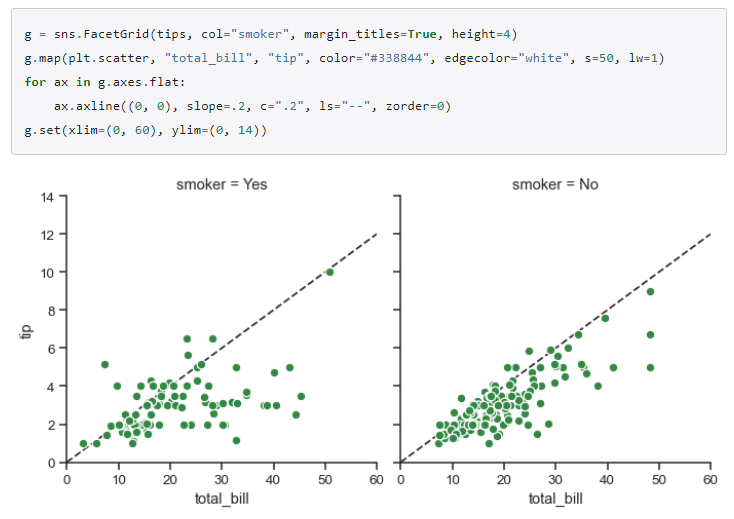 g = sns.FacetGrid(tips, col="smoker", margin_titles=True, height=4)
g.map(plt.scatter, "total_bill", "tip", color="#338844", edgecolor="white", s=50, lw=1)
for ax in g.axes.flat:
    ax.axline((0, 0), slope=.2, c=".2", ls="--", zorder=0)
g.set(xlim=(0, 60), ylim=(0, 14))
smoker = Yes
smoker = No
14
12
10
8
6
4
2
0
tip
0 10 20 30 40 50 60
0 10 20 30 40 50 60
total_bill
total_bill